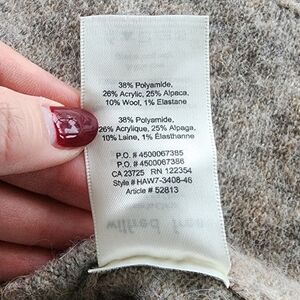 38% Polyamide,
26% Acrylic, 25% Alpaca,
10% Wool, 1% Elastane
38% Polyamide,
26% Acrylique, 25% Alpaga,
10% Laine, 1% Élasthanne
P.O. # 4500067385
P.O. # 4500067386
CA 23725 RN 122354
Style # HAW7-3408-46
Article # 52813